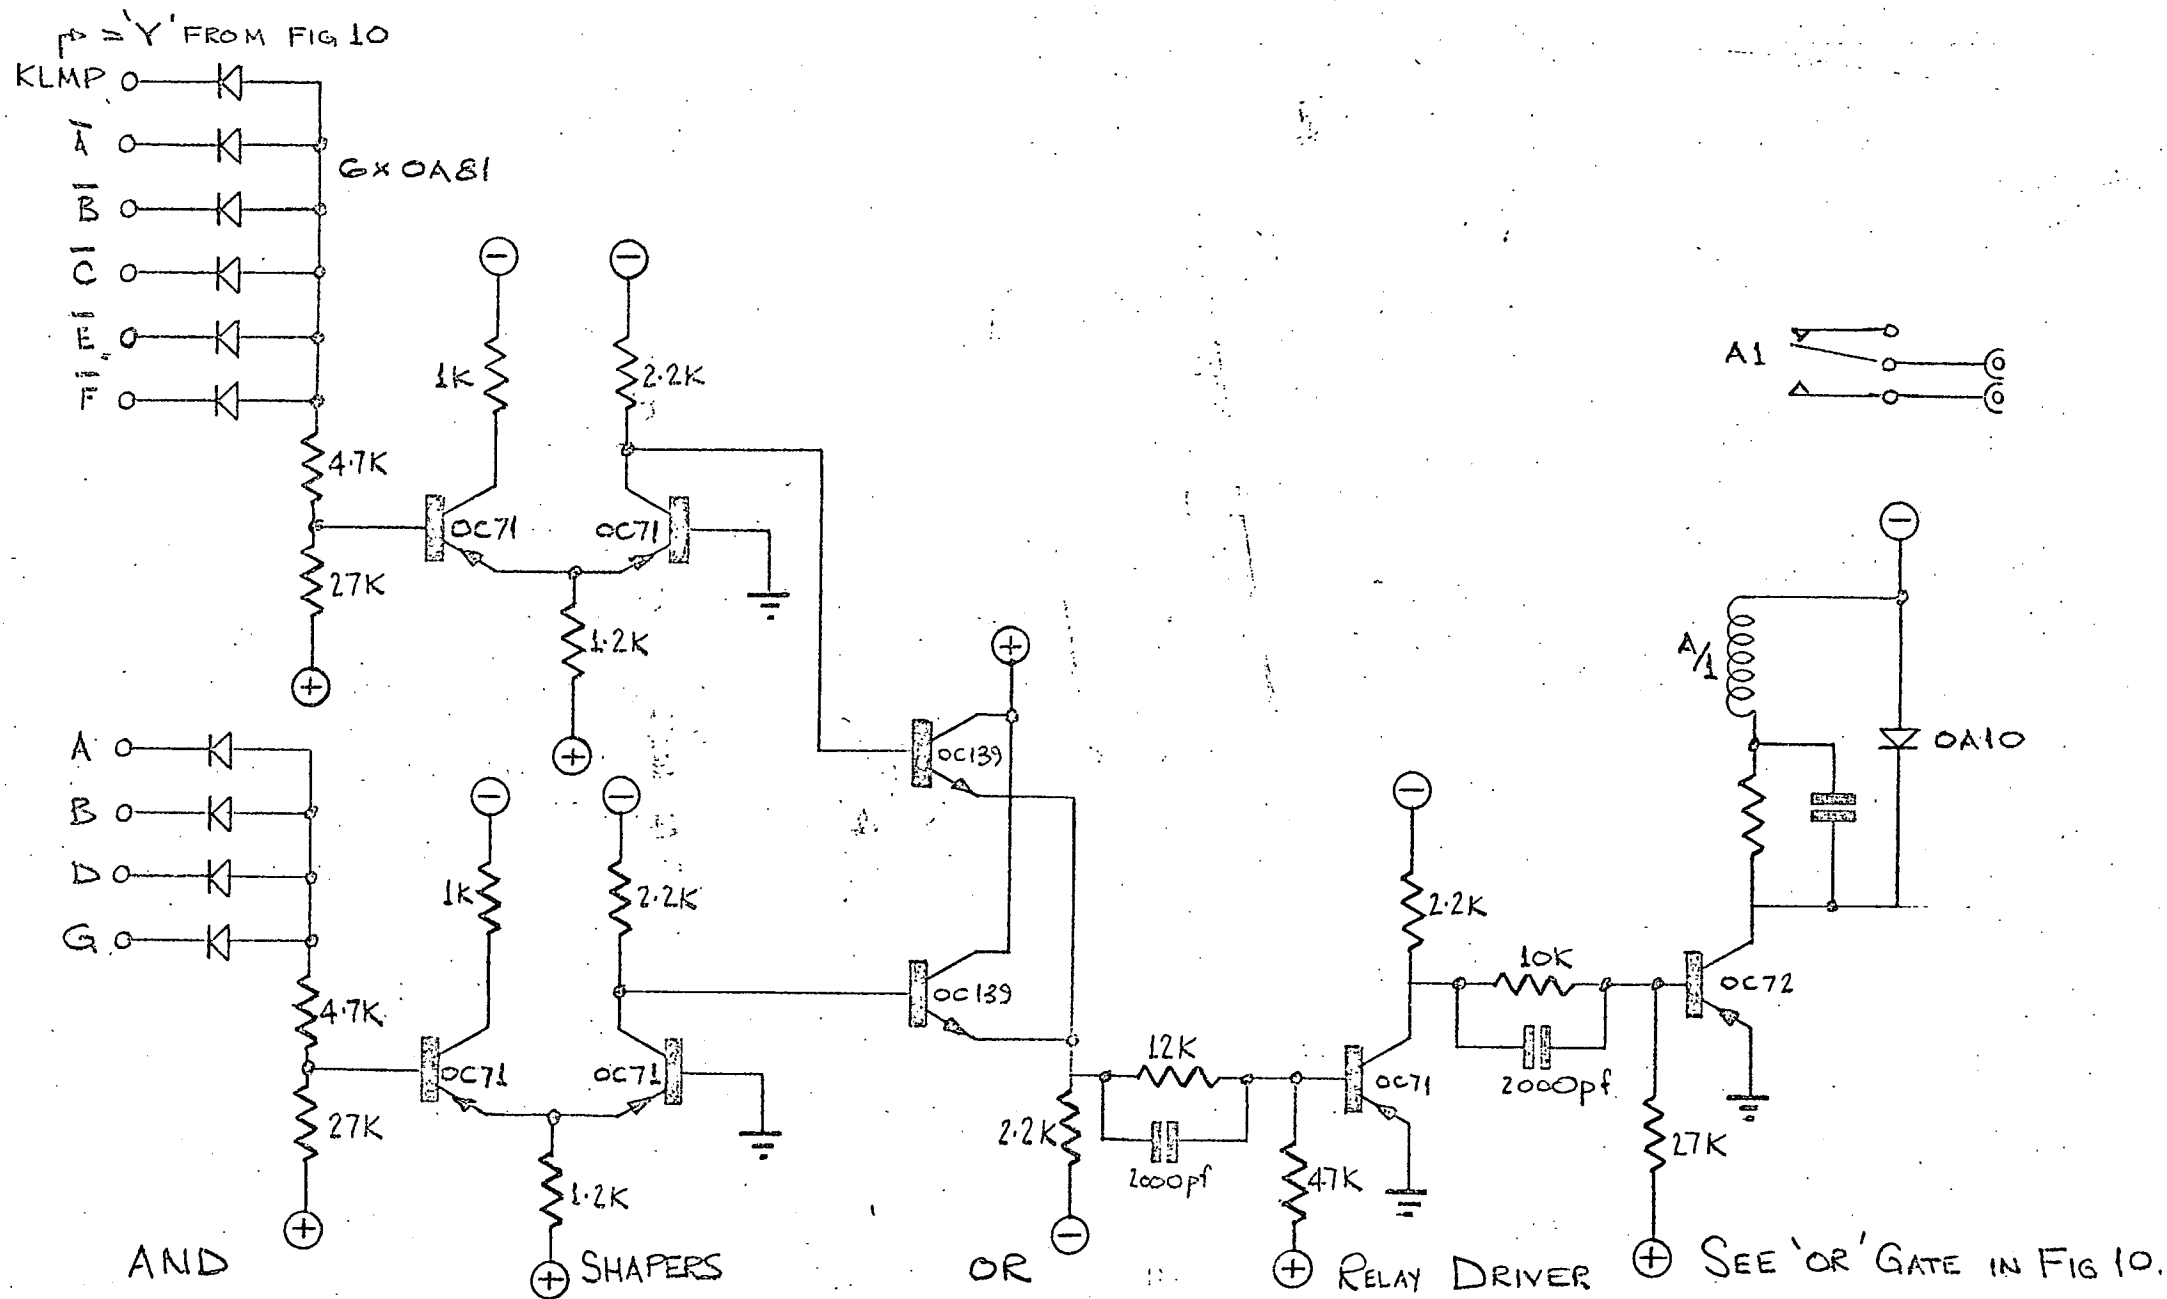 = 'Y' FROM FIG 10
KLMP
A̅
6 x OA81
B̅
C̅
E̅
F̅
1K
2.2K
A1
4.7K
OC71
OC71
27K
1.2K
A/1
A
OC139
OA10
B
D
1K
2.2K
2.2K
G
10K
OC139
OC72
4.7K
12K
OC71
OC71
OC71
2000pf
27K
2.2K
27K
2000pf
47K
1.2K
AND
SHAPERS
OR
RELAY DRIVER
SEE 'OR' GATE IN FIG 10.